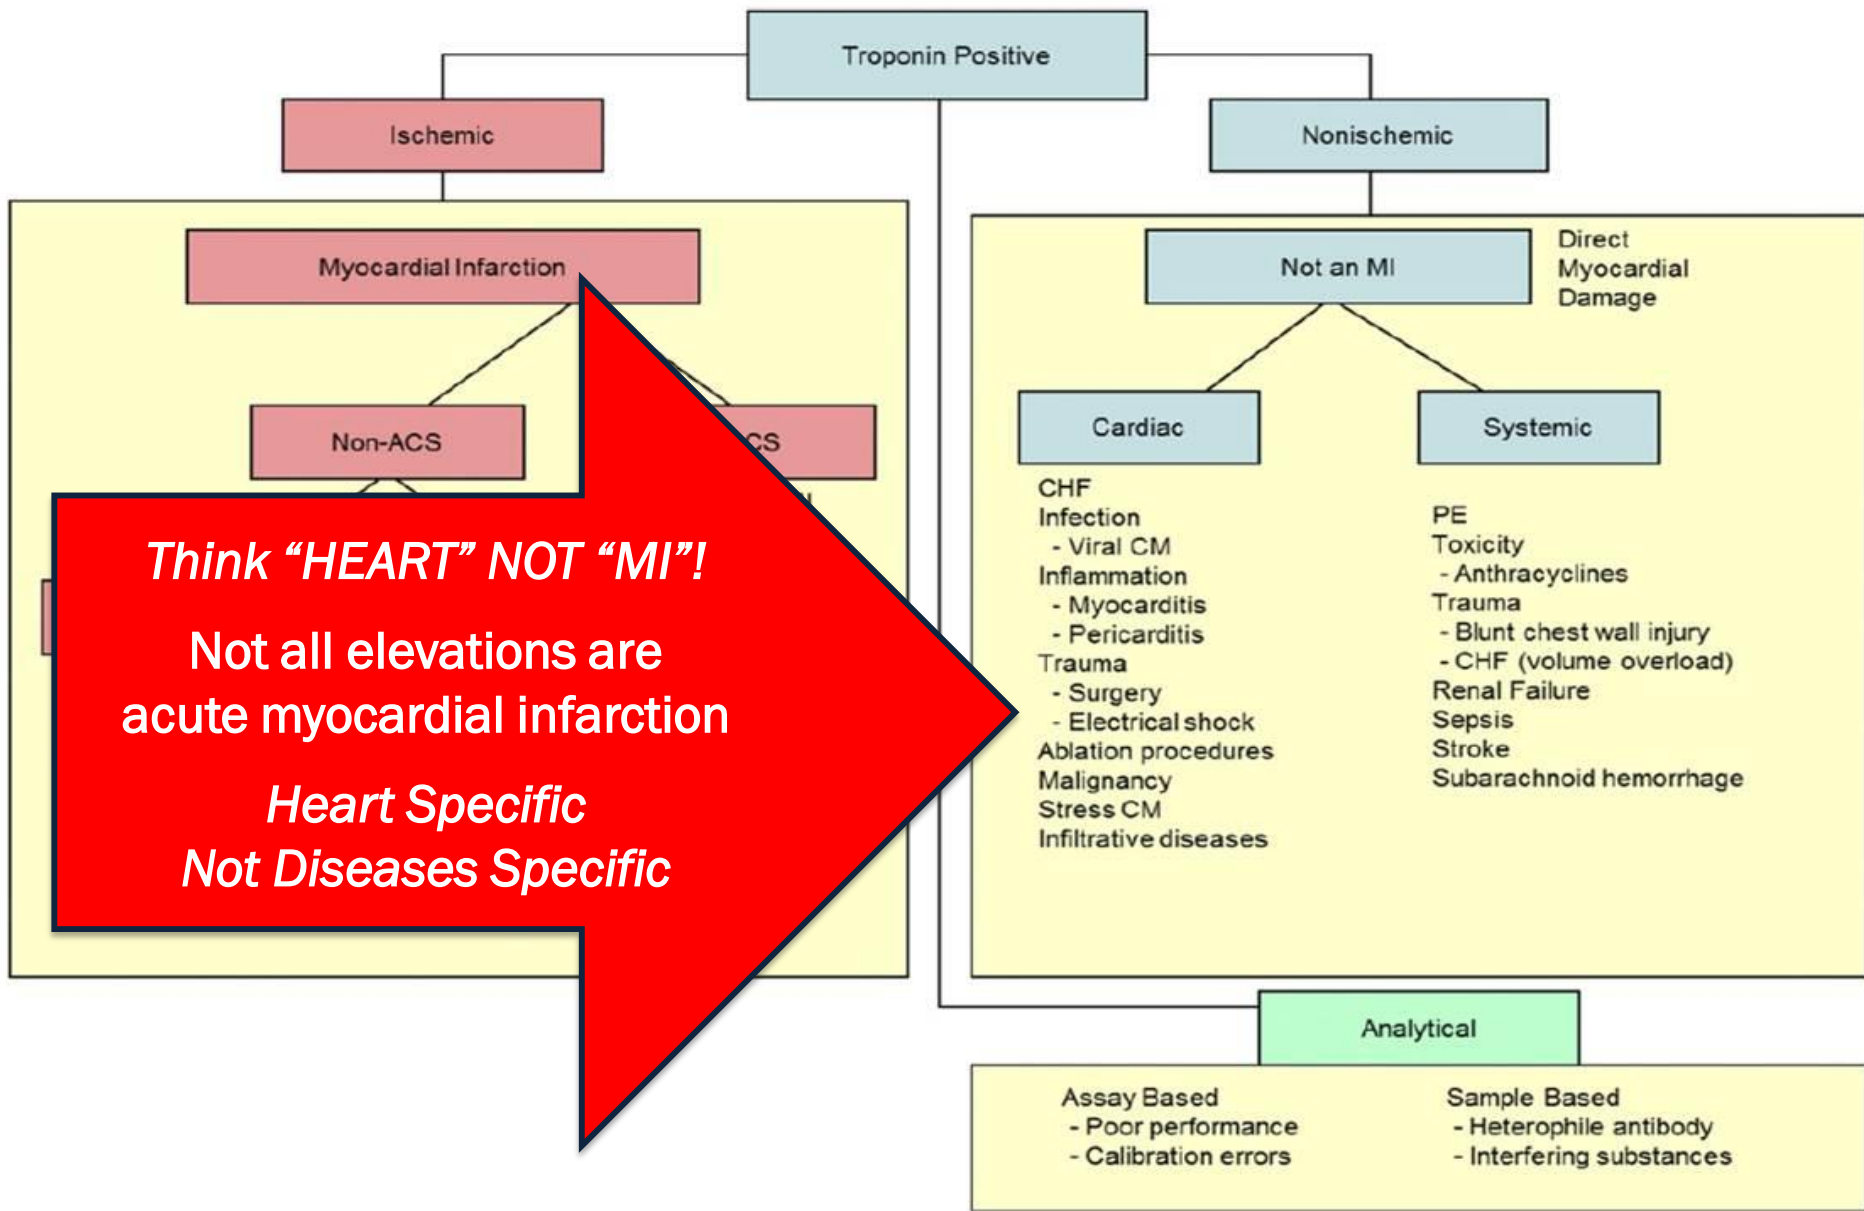 Troponin Positive
Ischemic
Nonischemic
Myocardial Infarction
Non-ACS
CS
Think “HEART” NOT “MI”!
Not all elevations are
acute myocardial infarction
Heart Specific
Not Diseases Specific
Not an MI
Direct
Myocardial
Damage
Cardiac
CHF
Infection
- Viral CM
Inflammation
- Myocarditis
- Pericarditis
Trauma
- Surgery
- Electrical shock
Ablation procedures
Malignancy
Stress CM
Infiltrative diseases
Systemic
PE
Toxicity
- Anthracyclines
Trauma
- Blunt chest wall injury
- CHF (volume overload)
Renal Failure
Sepsis
Stroke
Subarachnoid hemorrhage
Analytical
Assay Based
- Poor performance
- Calibration errors
Sample Based
- Heterophile antibody
- Interfering substances